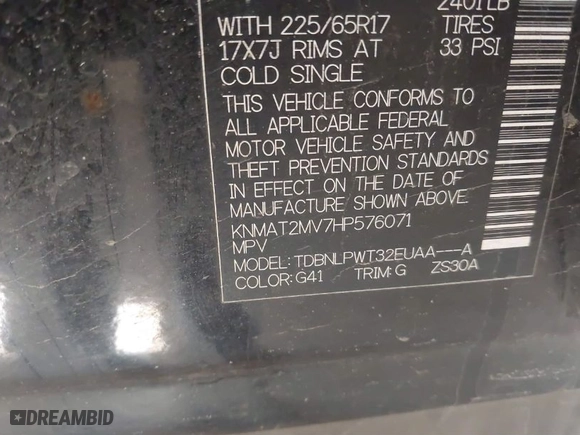 2401LB
WITH 225/65R17 TIRES
17X7J RIMS AT 33 PSI
COLD SINGLE
THIS VEHICLE CONFORMS TO
ALL APPLICABLE FEDERAL
MOTOR VEHICLE SAFETY AND
THEFT PREVENTION STANDARDS
IN EFFECT ON THE DATE OF
MANUFACTURE SHOWN ABOVE.
KNMAT2MV7HP576071
MPV
MODEL: TDBNLPWT32EUAA---A
COLOR: G41 TRIM: G ZS30A
DREAMBID